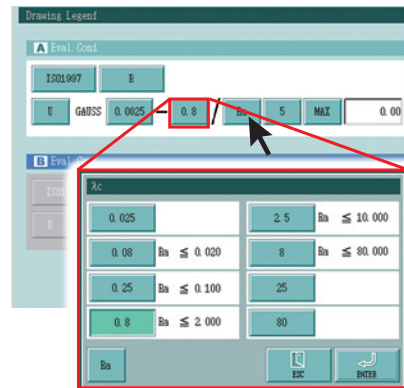 Drawing Legend
A Eval. Conf.
ISO1997 R
U GAUSS 0.0025 – 0.8 / Ra 5 MAX 0.00
B Eval.
U
λc
0.025 2.5 Ra ≦ 10.000
0.08 Ra ≦ 0.020 8 Ra ≦ 80.000
0.25 Ra ≦ 0.100 25
0.8 Ra ≦ 2.000 80
Ra ESC ENTER